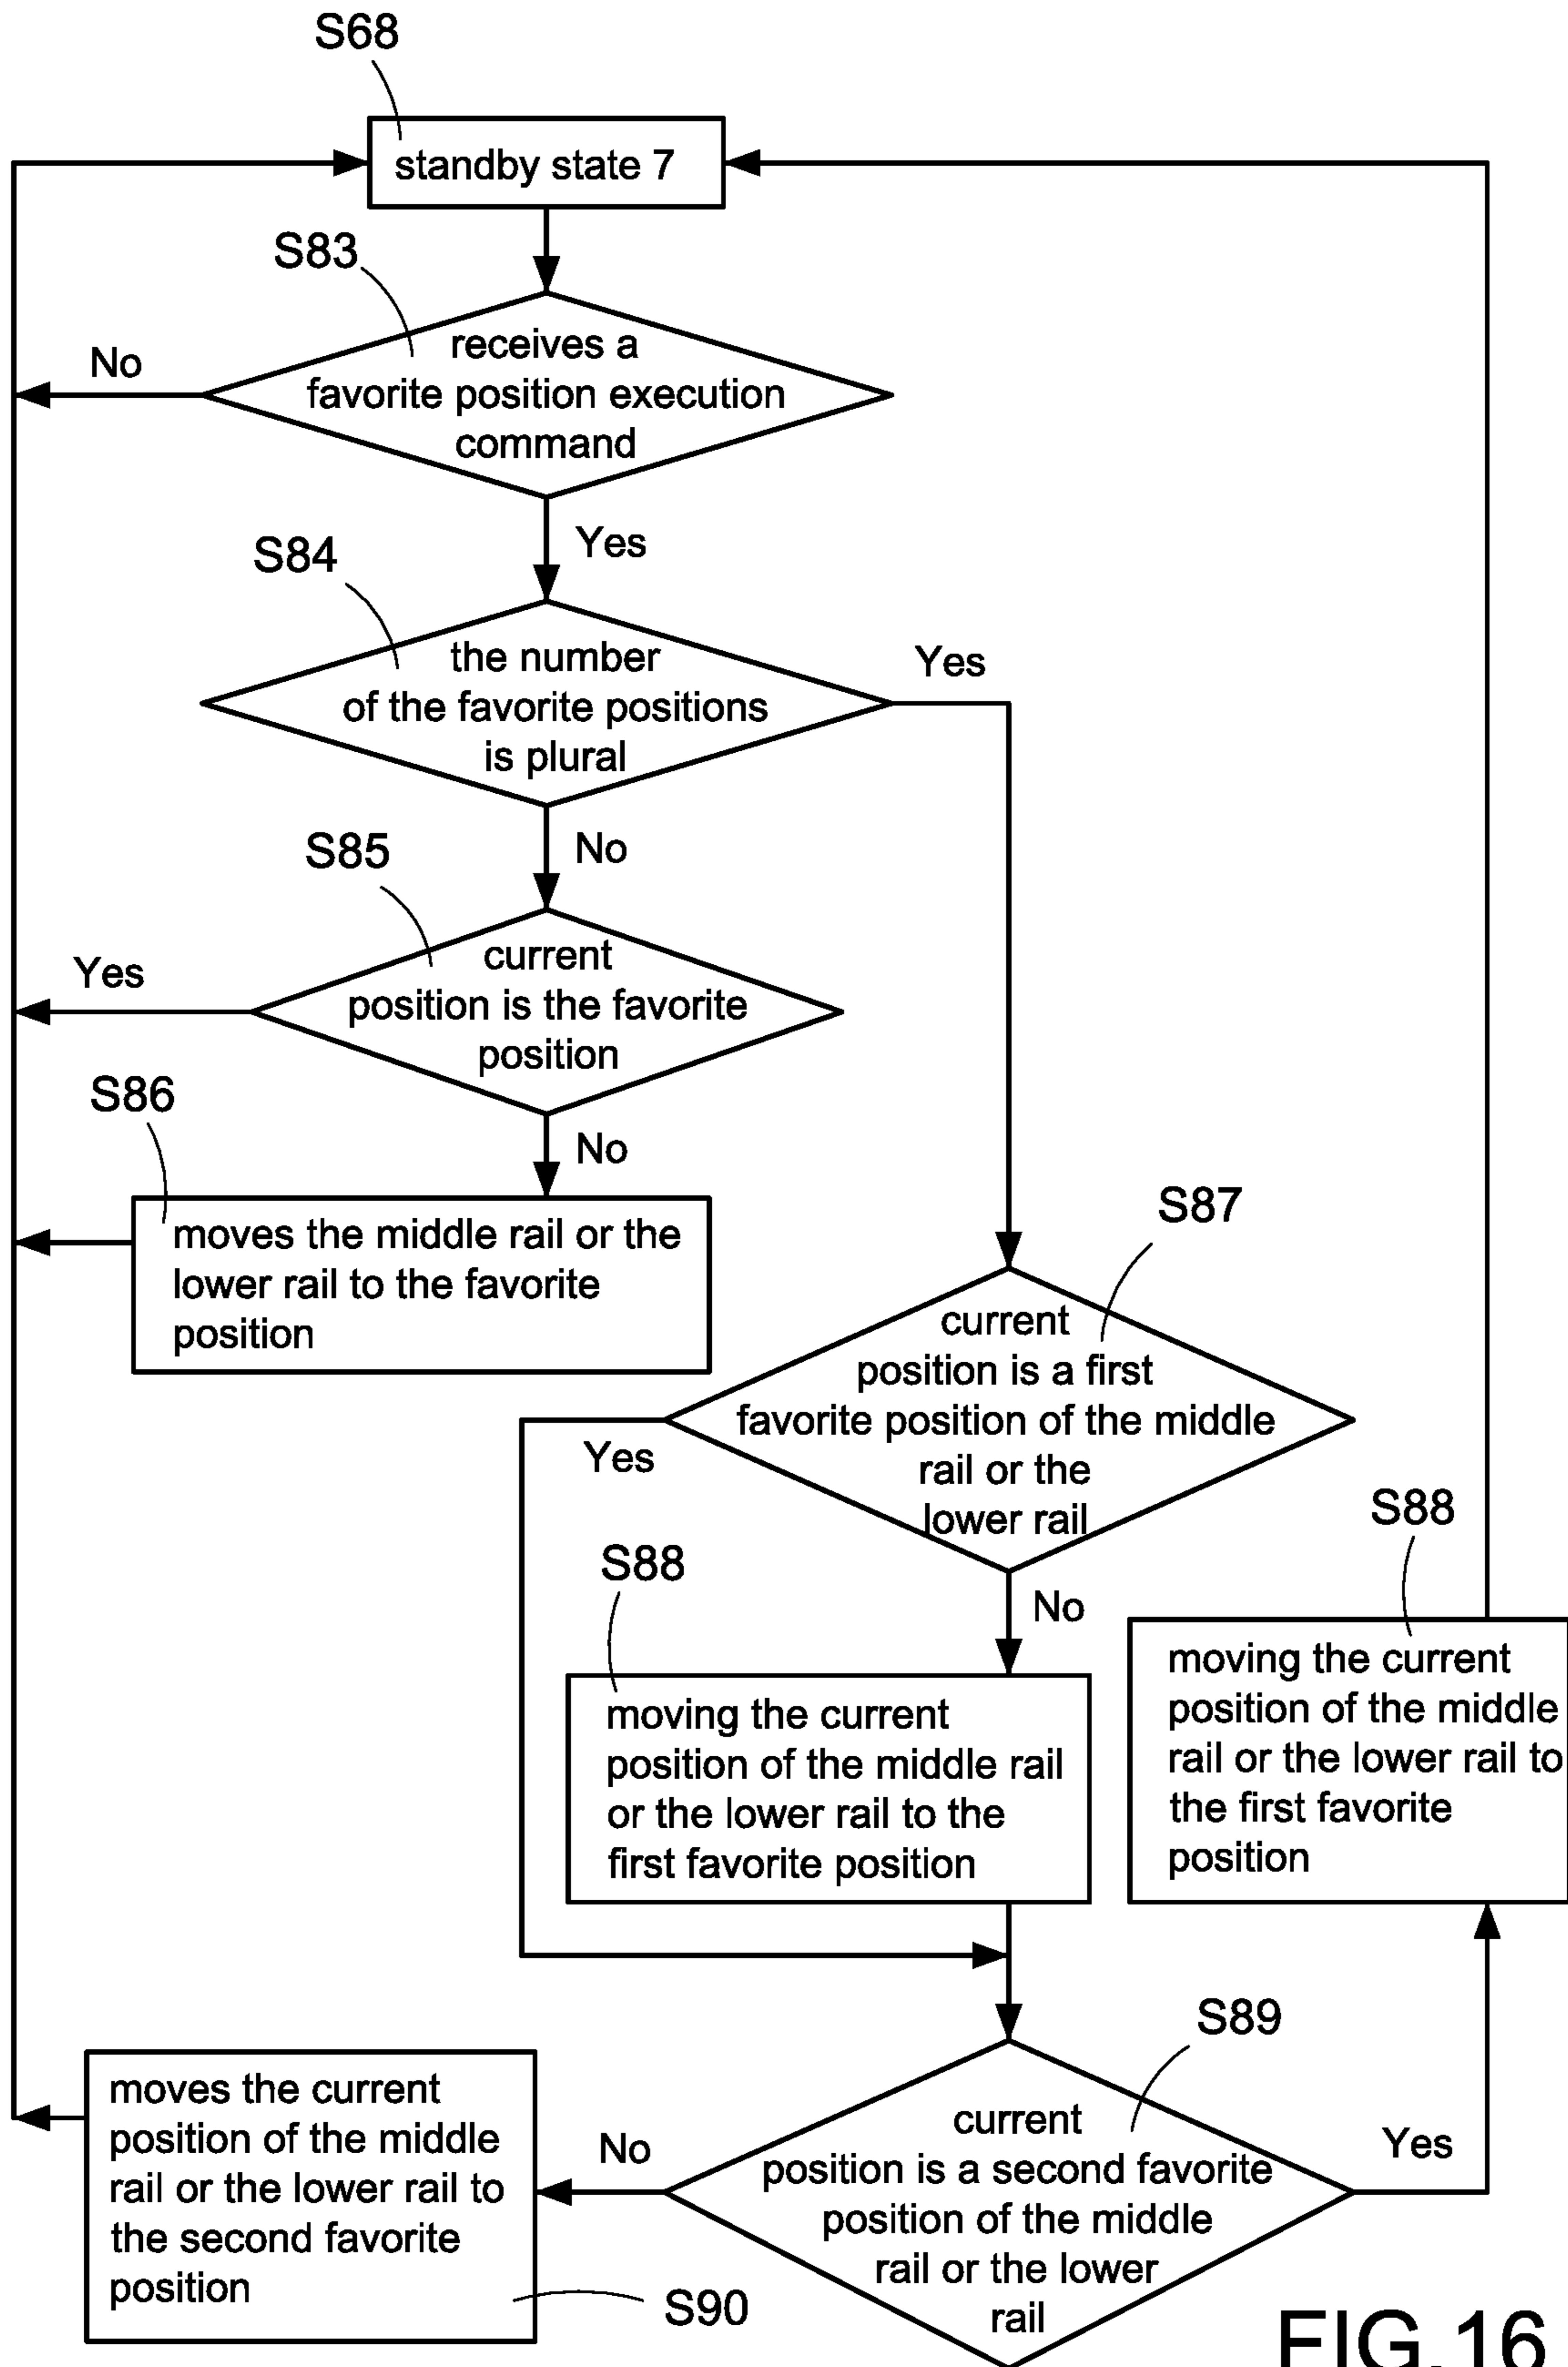 S68
standby state 7
S83
receives a
favorite position execution
command
No
Yes
S84
the number
of the favorite positions
is plural
Yes
No
S85
current
position is the favorite
position
Yes
No
S86
moves the middle rail or the
lower rail to the favorite
position
S87
current
position is a first
favorite position of the middle
rail or the
lower rail
Yes
No
S88
moving the current
position of the middle rail
or the lower rail to the
first favorite position
S88
moving the current
position of the middle
rail or the lower rail to
the first favorite
position
S89
current
position is a second favorite
position of the middle
rail or the lower
rail
No
Yes
moves the current
position of the middle
rail or the lower rail to
the second favorite
position
S90
FIG.16